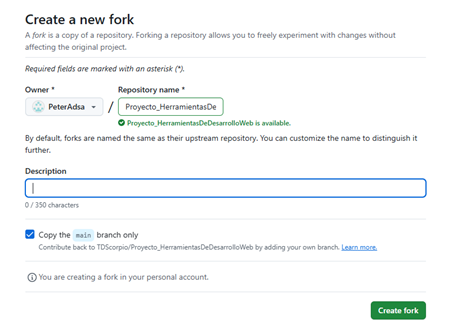 Create a new fork
A fork is a copy of a repository. Forking a repository allows you to freely experiment with changes without
affecting the original project.
Required fields are marked with an asterisk (*).
Owner * Repository name *
PeterAdsa / Proyecto_HerramientasDe
Proyecto_HerramientasDeDesarrolloWeb is available.
By default, forks are named the same as their upstream repository. You can customize the name to distinguish it
further.
Description
0 / 350 characters
Copy the main branch only
Contribute back to TDScorpio/Proyecto_HerramientasDeDesarrolloWeb by adding your own branch. Learn more.
You are creating a fork in your personal account.
Create fork